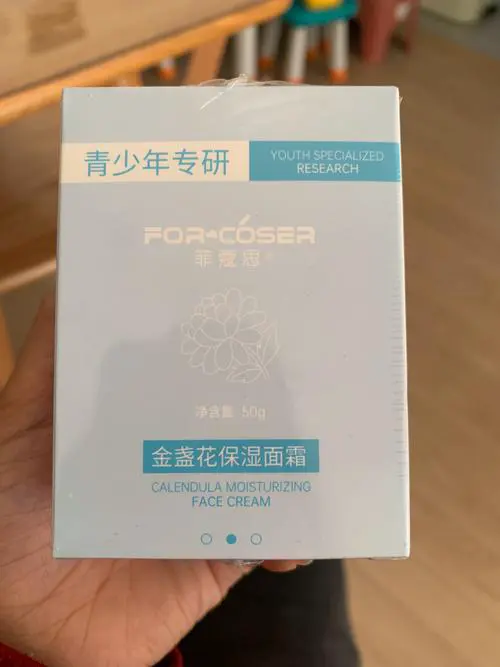 青少年专研
YOUTH SPECIALIZED
RESEARCH
FOR-CÓSER
菲蔻思
净含量 50g
金盏花保湿面霜
CALENDULA MOISTURIZING
FACE CREAM